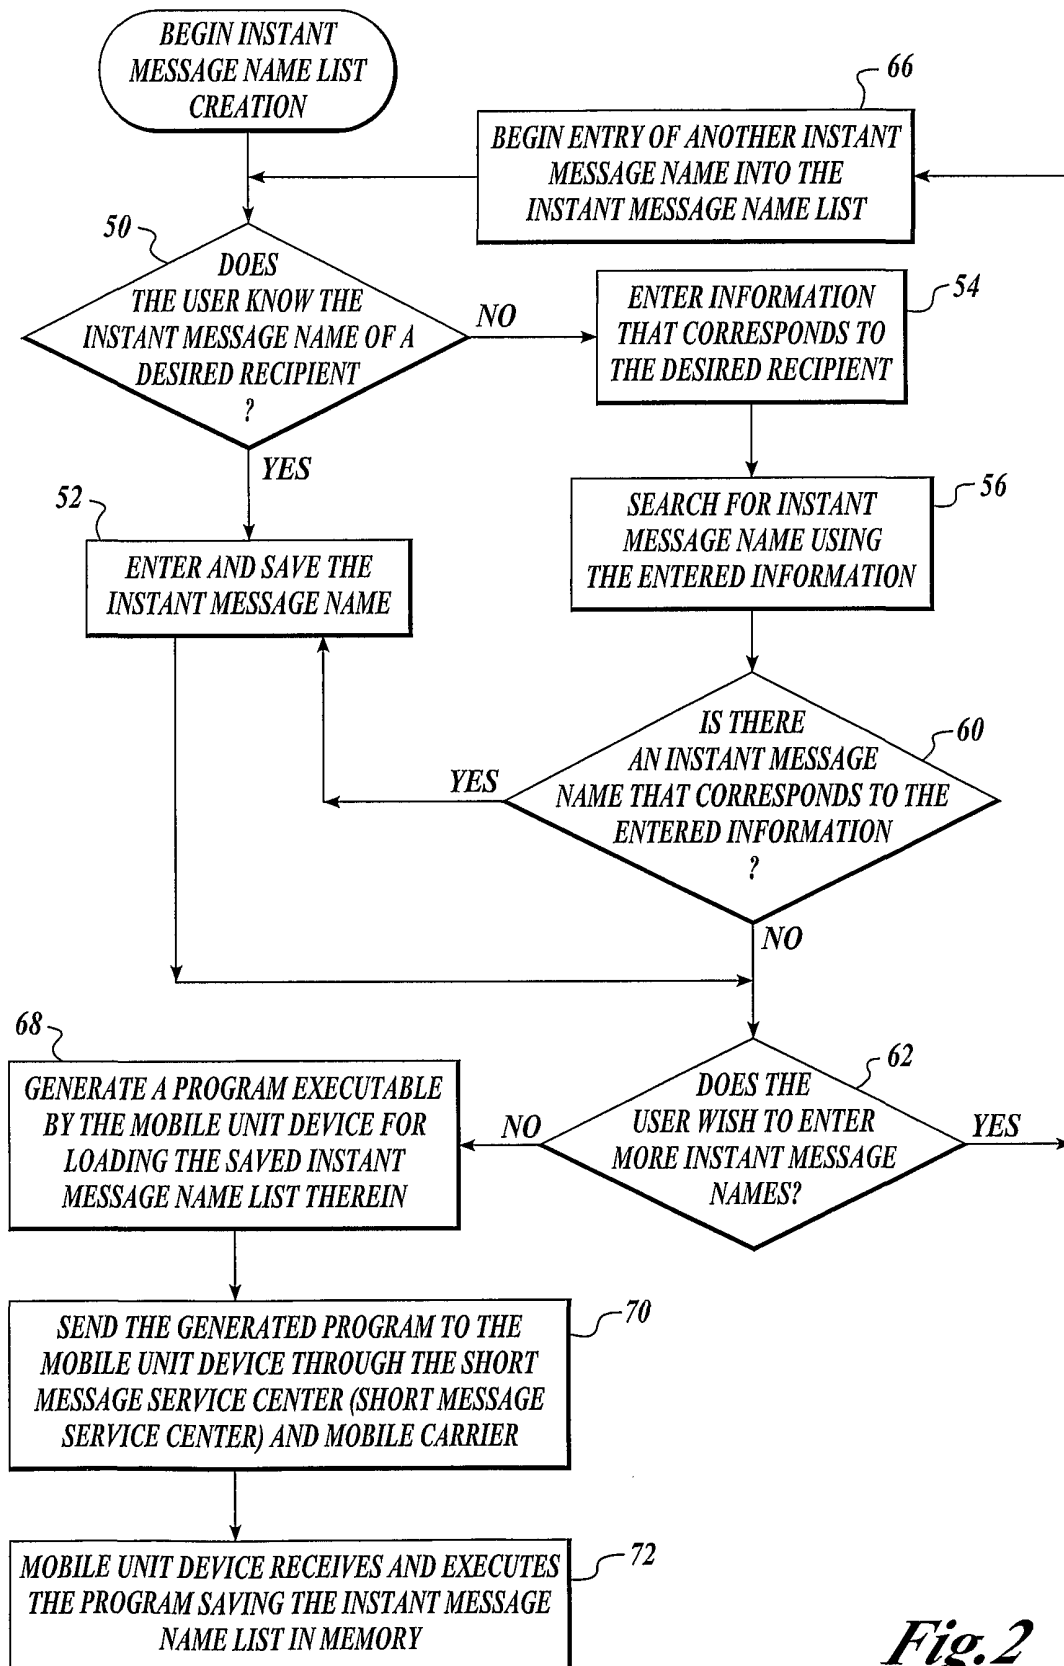 BEGIN INSTANT
MESSAGE NAME LIST
CREATION
66
BEGIN ENTRY OF ANOTHER INSTANT
MESSAGE NAME INTO THE
INSTANT MESSAGE NAME LIST
50
DOES
THE USER KNOW THE
INSTANT MESSAGE NAME OF A
DESIRED RECIPIENT
?
NO
54
ENTER INFORMATION
THAT CORRESPONDS TO
THE DESIRED RECIPIENT
YES
52
ENTER AND SAVE THE
INSTANT MESSAGE NAME
56
SEARCH FOR INSTANT
MESSAGE NAME USING
THE ENTERED INFORMATION
60
IS THERE
AN INSTANT MESSAGE
NAME THAT CORRESPONDS TO THE
ENTERED INFORMATION
?
YES
NO
62
DOES THE
USER WISH TO ENTER
MORE INSTANT MESSAGE
NAMES?
YES
NO
68
GENERATE A PROGRAM EXECUTABLE
BY THE MOBILE UNIT DEVICE FOR
LOADING THE SAVED INSTANT
MESSAGE NAME LIST THEREIN
70
SEND THE GENERATED PROGRAM TO THE
MOBILE UNIT DEVICE THROUGH THE SHORT
MESSAGE SERVICE CENTER (SHORT MESSAGE
SERVICE CENTER) AND MOBILE CARRIER
72
MOBILE UNIT DEVICE RECEIVES AND EXECUTES
THE PROGRAM SAVING THE INSTANT MESSAGE
NAME LIST IN MEMORY
Fig.2